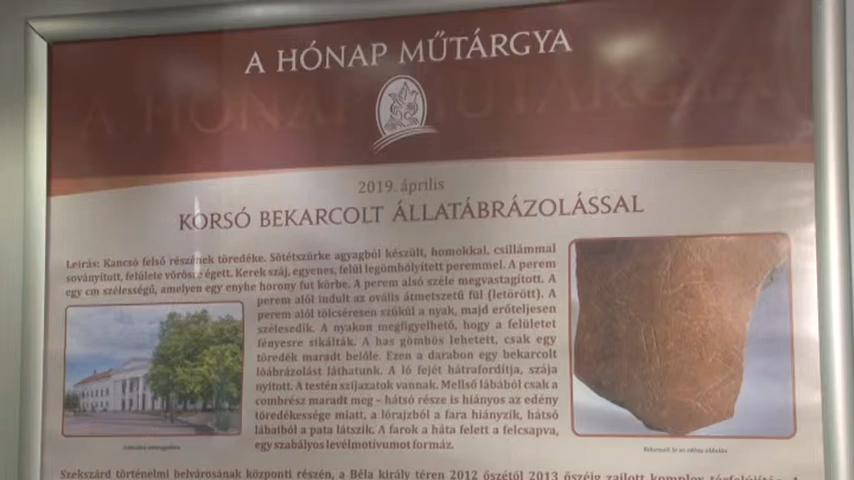 A HÓNAP MŰTÁRGYA
2019. április
KORSÓ BEKARCOLT ÁLLATÁBRÁZOLÁSSAL
Leírás: Kancsó felső részének töredéke. Sötétszürke agyagból készült, homokkal, csillámmal
soványított, felülete vörösre égett. Kerek száj, egyenes, felül legömbölyített peremmel. A perem
egy cm szélességű, amelyen egy enyhe horony fut körbe. A perem alsó széle megvastagított. A
perem alól indult az ovális átmetszetű fül (letörött). A
perem alól tölcséresen szűkül a nyak, majd erőteljesen
szélesedik. A nyakon megfigyelhető, hogy a felületet
fényesre sikálták. A has gömbös lehetett, csak egy
töredék maradt belőle. Ezen a darabon egy bekarcolt
lóábrázolást láthatunk. A ló fejét hátrafordítja, szája
nyitott. A testén szíjazatok vannak. Mellső lábából csak a
combrész maradt meg – hátsó része is hiányos az edény
töredékessége miatt, a lórajzból a fara hiányzik, hátsó
lábaiból a pata látszik. A farok a háta felett a felcsapva,
egy szabályos levélmotívumot formáz.
Szekszárd történelmi belvárosának központi részén, a Béla király téren 2012 őszétől 2013 őszéig zajlott komplex